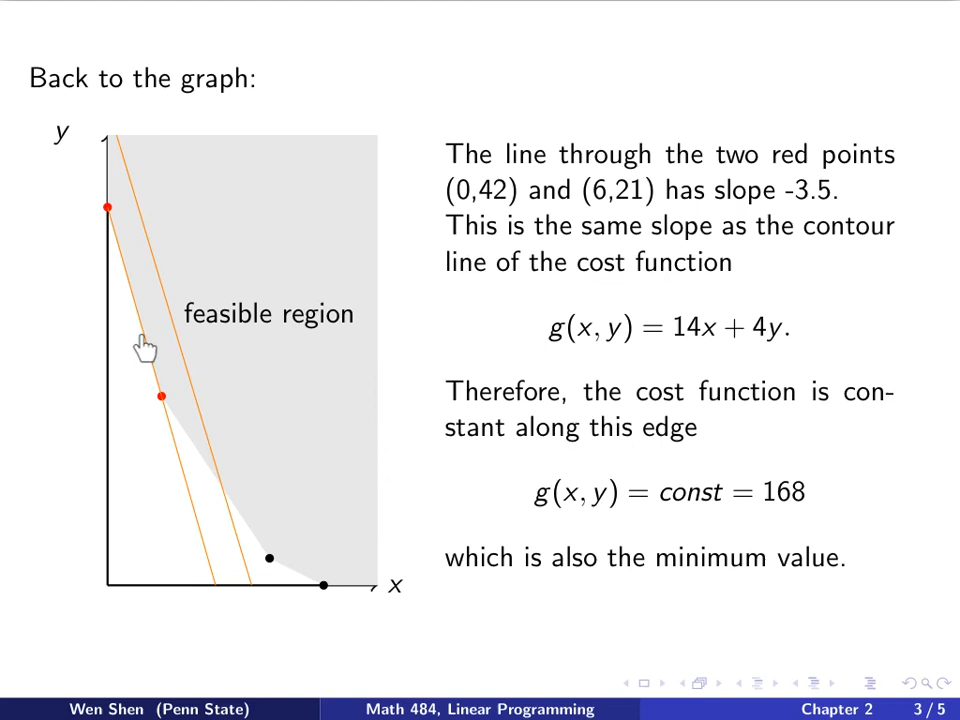 Back to the graph:
y
feasible region
x
The line through the two red points
(0,42) and (6,21) has slope -3.5.
This is the same slope as the contour
line of the cost function
g(x, y) = 14x + 4y.
Therefore, the cost function is con-
stant along this edge
g(x, y) = const = 168
which is also the minimum value.
Wen Shen (Penn State)
Math 484, Linear Programming
Chapter 2
3 / 5